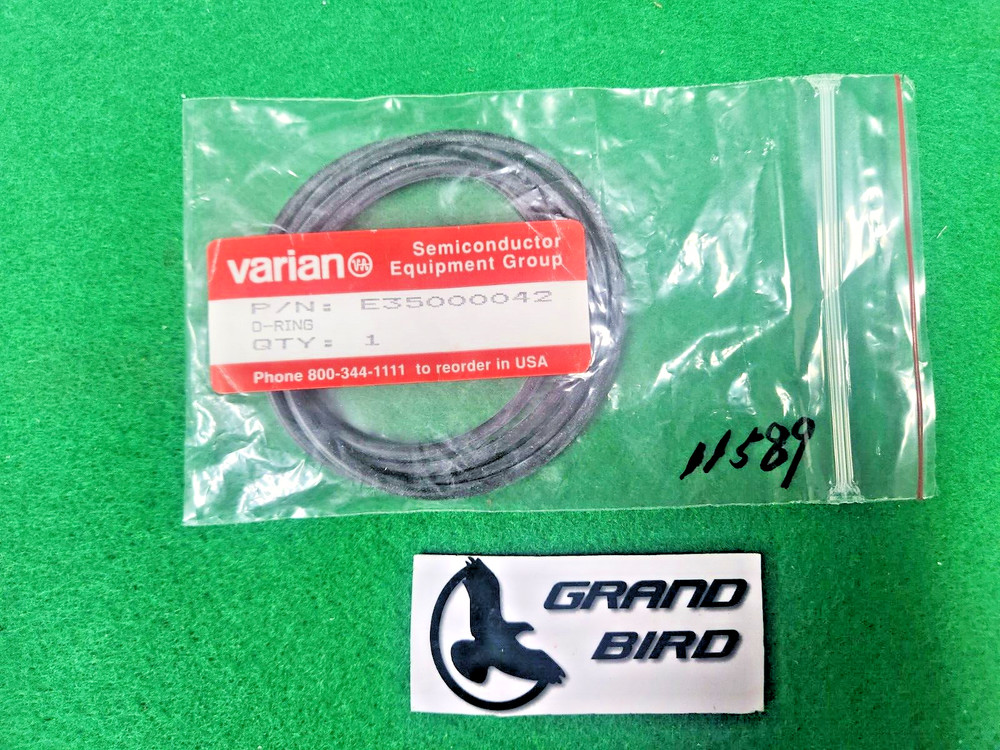 varian VA
Semiconductor
Equipment Group
P/N: E35000042
O-RING
QTY: 1
Phone 800-344-1111 to reorder in USA
11589
GRAND
BIRD